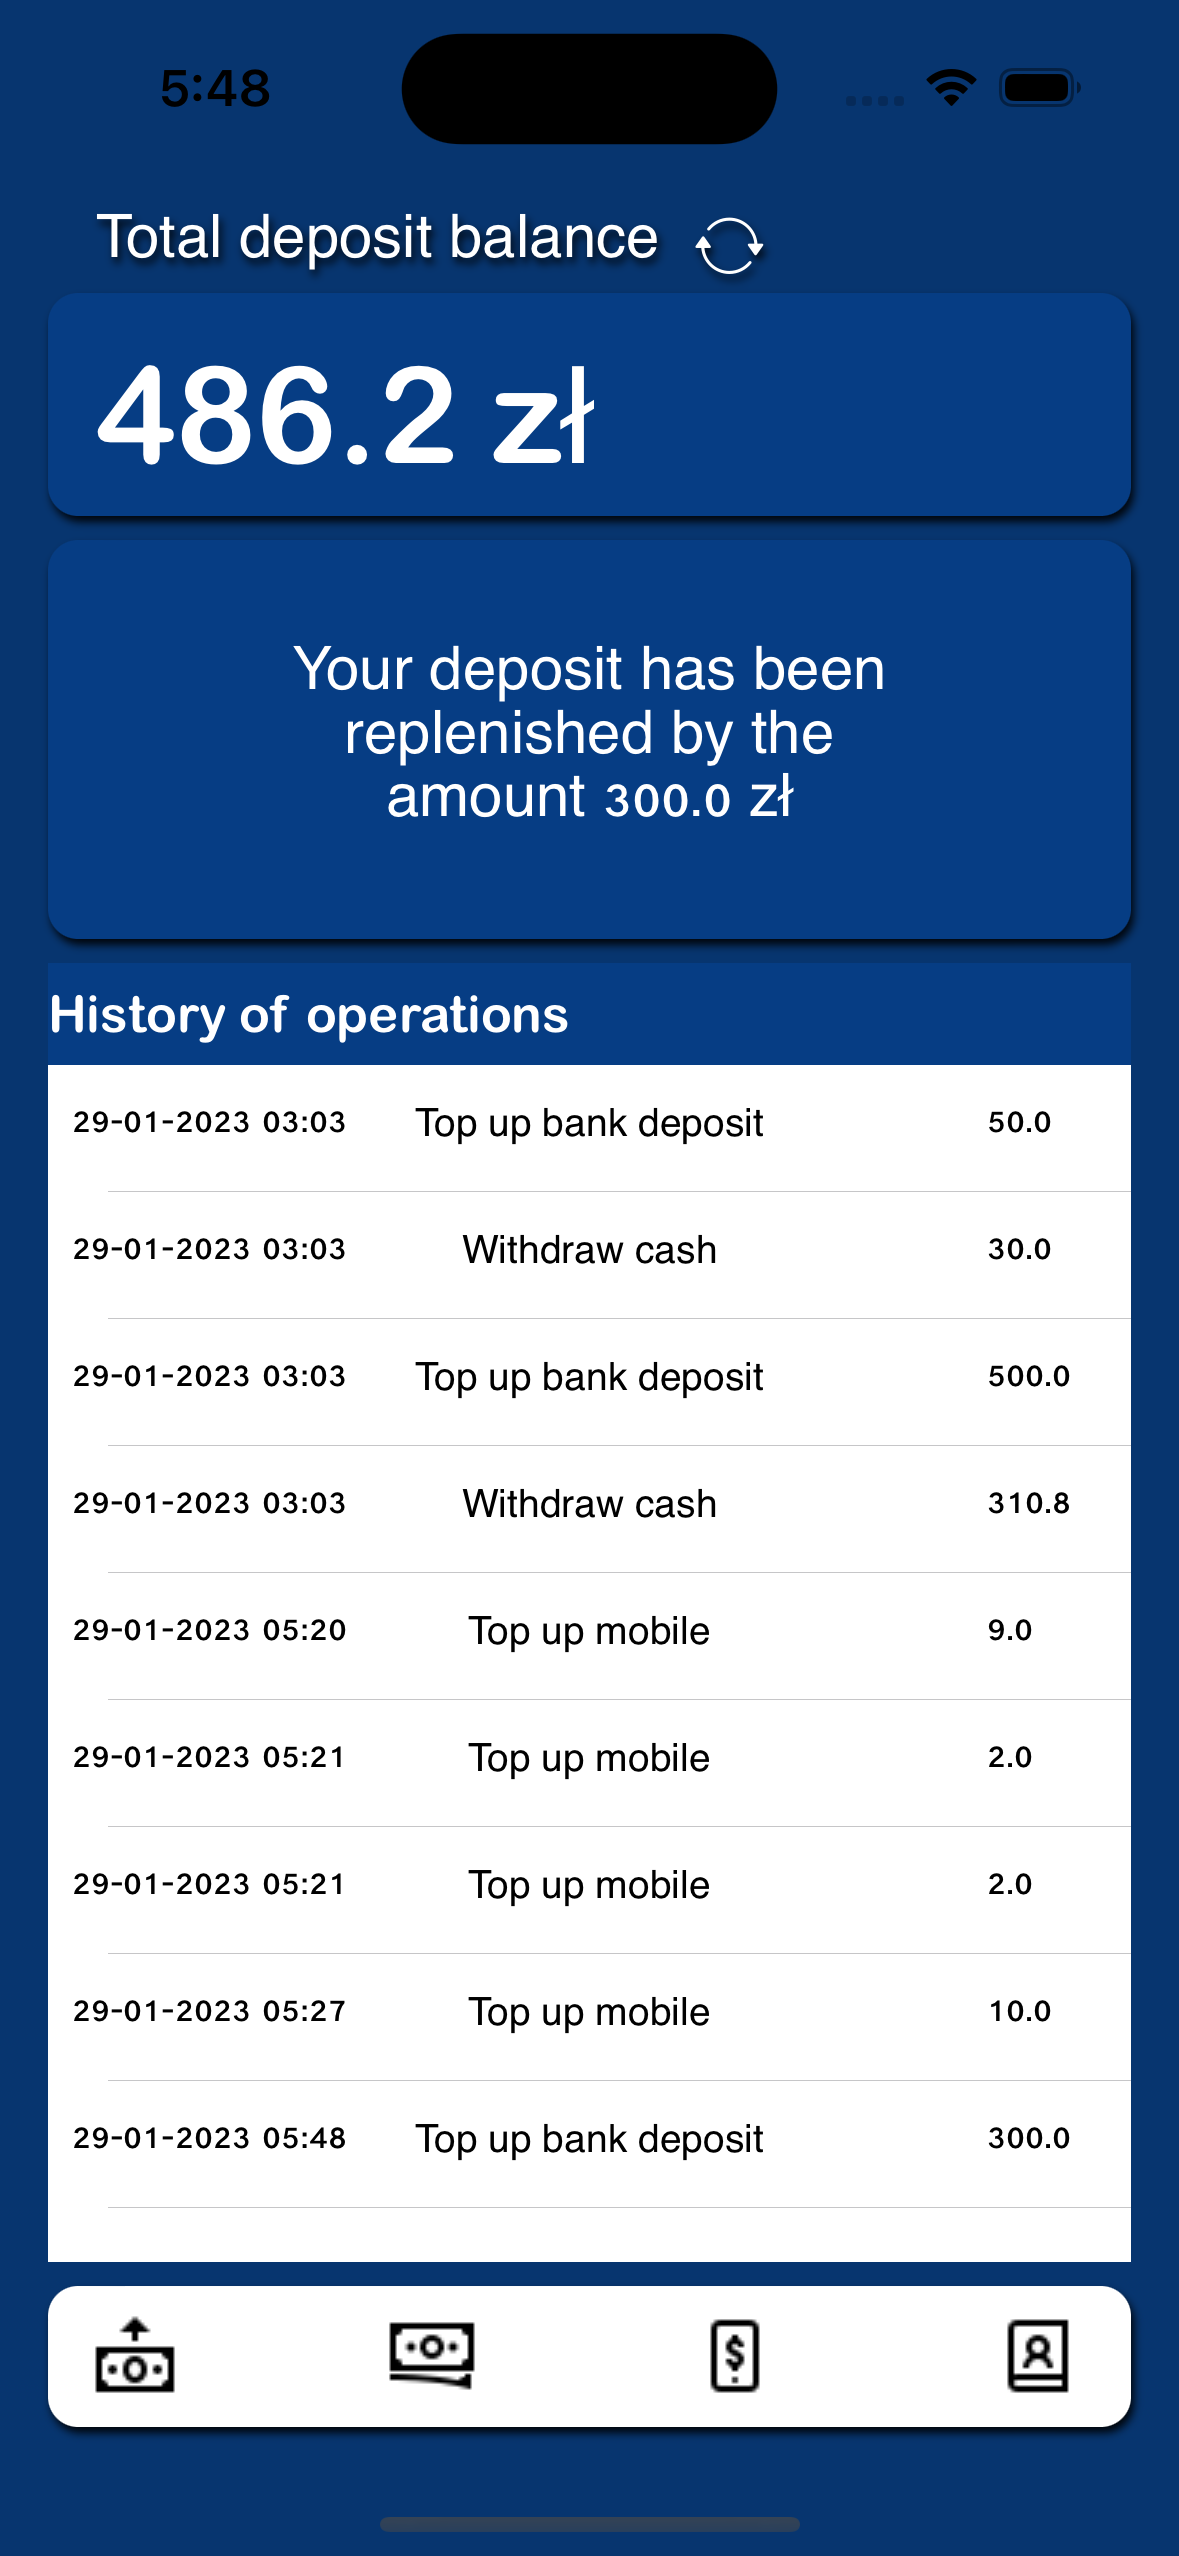 5:48
Total deposit balance
486.2 zł
Your deposit has been
replenished by the
amount 300.0 zł
History of operations
29-01-2023 03:03 Top up bank deposit 50.0
29-01-2023 03:03 Withdraw cash 30.0
29-01-2023 03:03 Top up bank deposit 500.0
29-01-2023 03:03 Withdraw cash 310.8
29-01-2023 05:20 Top up mobile 9.0
29-01-2023 05:21 Top up mobile 2.0
29-01-2023 05:21 Top up mobile 2.0
29-01-2023 05:27 Top up mobile 10.0
29-01-2023 05:48 Top up bank deposit 300.0